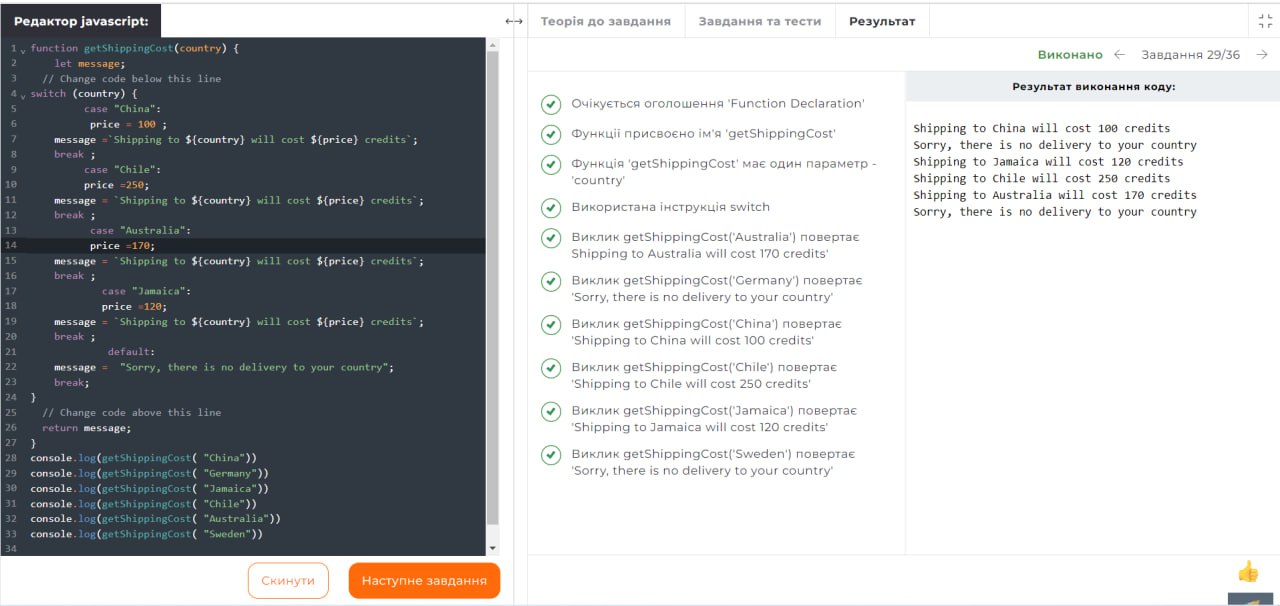 Редактор javascript:
Теорія до завдання
Завдання та тести
Результат
1 function getShippingCost(country) {
2 let message;
3 // Change code below this line
4 switch (country) {
5 case "China":
6 price = 100 ;
7 message =`Shipping to ${country} will cost ${price} credits`;
8 break ;
9 case "Chile":
10 price =250;
11 message = `Shipping to ${country} will cost ${price} credits`;
12 break ;
13 case "Australia":
14 price =170;
15 message = `Shipping to ${country} will cost ${price} credits`;
16 break ;
17 case "Jamaica":
18 price =120;
19 message = `Shipping to ${country} will cost ${price} credits`;
20 break ;
21 default:
22 message =  "Sorry, there is no delivery to your country";
23 break;
24 }
25 // Change code above this line
26 return message;
27 }
28 console.log(getShippingCost( "China"))
29 console.log(getShippingCost( "Germany"))
30 console.log(getShippingCost( "Jamaica"))
31 console.log(getShippingCost( "Chile"))
32 console.log(getShippingCost( "Australia"))
33 console.log(getShippingCost( "Sweden"))
34
Скинути
Наступне завдання
Виконано ← Завдання 29/36 →
Очікується оголошення 'Function Declaration'
Функції присвоєно ім'я 'getShippingCost'
Функція 'getShippingCost' має один параметр -
'country'
Використана інструкція switch
Виклик getShippingCost('Australia') повертає
Shipping to Australia will cost 170 credits'
Виклик getShippingCost('Germany') повертає
'Sorry, there is no delivery to your country'
Виклик getShippingCost('China') повертає
'Shipping to China will cost 100 credits'
Виклик getShippingCost('Chile') повертає
'Shipping to Chile will cost 250 credits'
Виклик getShippingCost('Jamaica') повертає
'Shipping to Jamaica will cost 120 credits'
Виклик getShippingCost('Sweden') повертає
'Sorry, there is no delivery to your country'
Результат виконання коду:
Shipping to China will cost 100 credits
Sorry, there is no delivery to your country
Shipping to Jamaica will cost 120 credits
Shipping to Chile will cost 250 credits
Shipping to Australia will cost 170 credits
Sorry, there is no delivery to your country